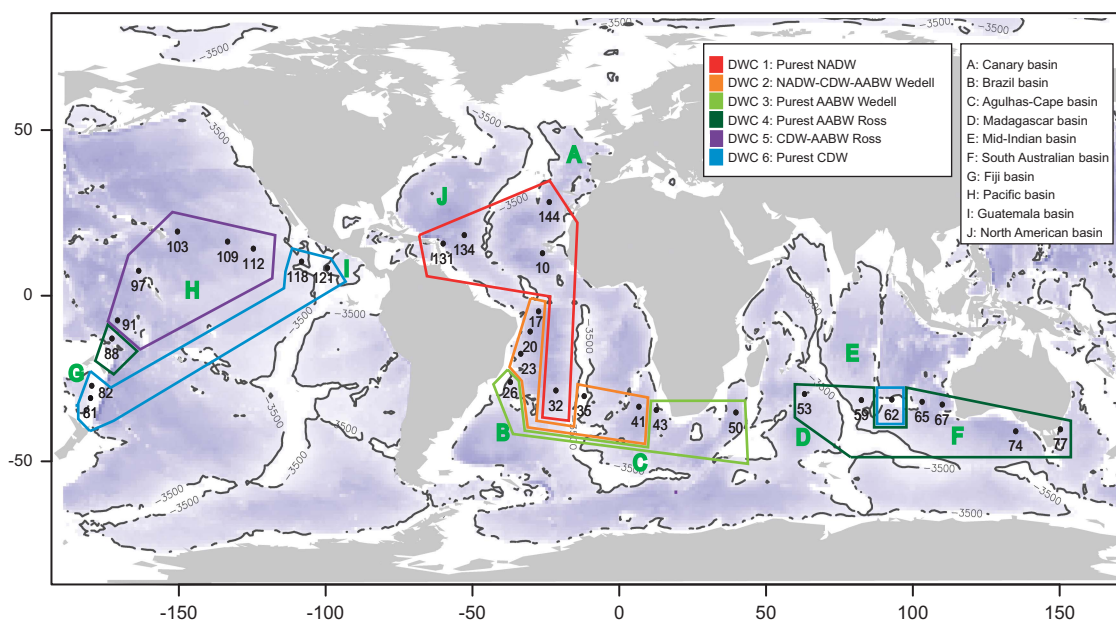 DWC 1: Purest NADW
DWC 2: NADW-CDW-AABW Wedell
DWC 3: Purest AABW Wedell
DWC 4: Purest AABW Ross
DWC 5: CDW-AABW Ross
DWC 6: Purest CDW
A: Canary basin
B: Brazil basin
C: Agulhas-Cape basin
D: Madagascar basin
E: Mid-Indian basin
F: South Australian basin
G: Fiji basin
H: Pacific basin
I: Guatemala basin
J: North American basin
50
0
-50
-150
-100
-50
0
50
100
150
A
J
I
H
G
E
B
C
D
F
144
134
131
10
103
109
112
118
121
97
91
88
82
81
17
20
23
26
32
35
41
43
50
53
59
62
65
67
74
77
-3500
-3500
-3500
-3500
-3500
-3500
-3500
-3500
-3500
-3500
-3500
-3500
-3500
-3500